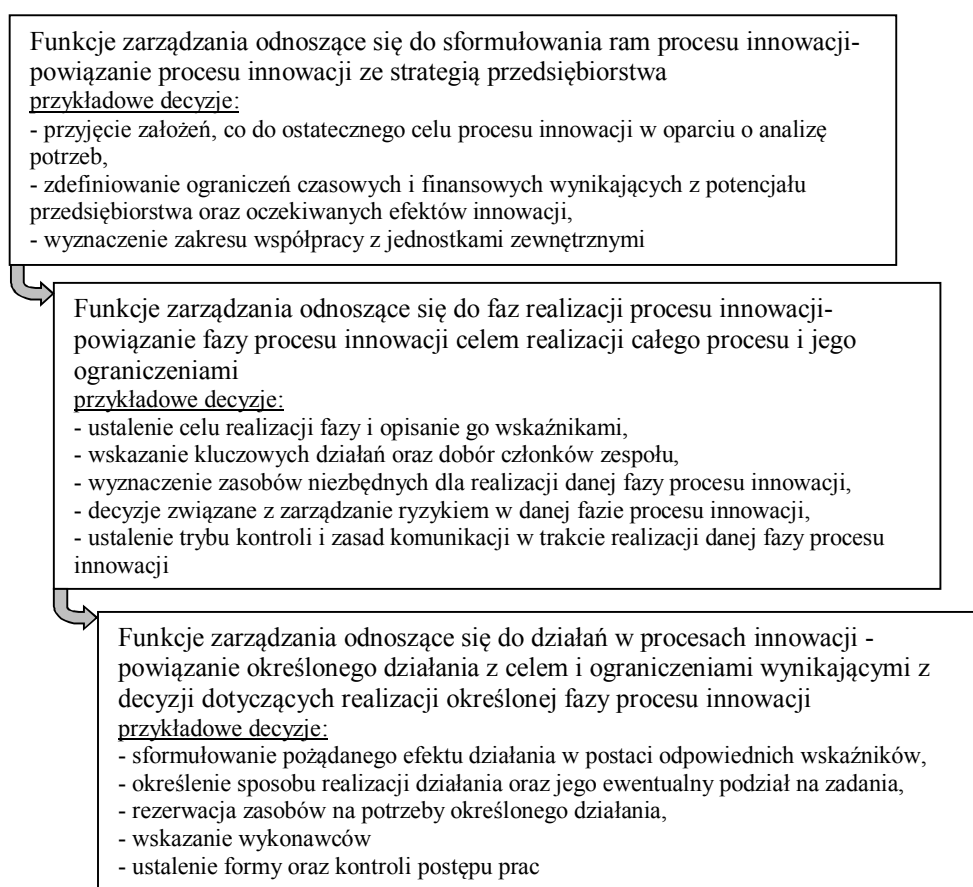 Funkcje zarządzania odnoszące się do sformułowania ram procesu innowacji-
powiązanie procesu innowacji ze strategią przedsiębiorstwa
przykładowe decyzje:
- przyjęcie założeń, co do ostatecznego celu procesu innowacji w oparciu o analizę
potrzeb,
- zdefiniowanie ograniczeń czasowych i finansowych wynikających z potencjału
przedsiębiorstwa oraz oczekiwanych efektów innowacji,
- wyznaczenie zakresu współpracy z jednostkami zewnętrznymi
Funkcje zarządzania odnoszące się do faz realizacji procesu innowacji-
powiązanie fazy procesu innowacji celem realizacji całego procesu i jego
ograniczeniami
przykładowe decyzje:
- ustalenie celu realizacji fazy i opisanie go wskaźnikami,
- wskazanie kluczowych działań oraz dobór członków zespołu,
- wyznaczenie zasobów niezbędnych dla realizacji danej fazy procesu innowacji,
- decyzje związane z zarządzanie ryzykiem w danej fazie procesu innowacji,
- ustalenie trybu kontroli i zasad komunikacji w trakcie realizacji danej fazy procesu
innowacji
Funkcje zarządzania odnoszące się do działań w procesach innowacji -
powiązanie określonego działania z celem i ograniczeniami wynikającymi z
decyzji dotyczących realizacji określonej fazy procesu innowacji
przykładowe decyzje:
- sformułowanie pożądanego efektu działania w postaci odpowiednich wskaźników,
- określenie sposobu realizacji działania oraz jego ewentualny podział na zadania,
- rezerwacja zasobów na potrzeby określonego działania,
- wskazanie wykonawców
- ustalenie formy oraz kontroli postępu prac